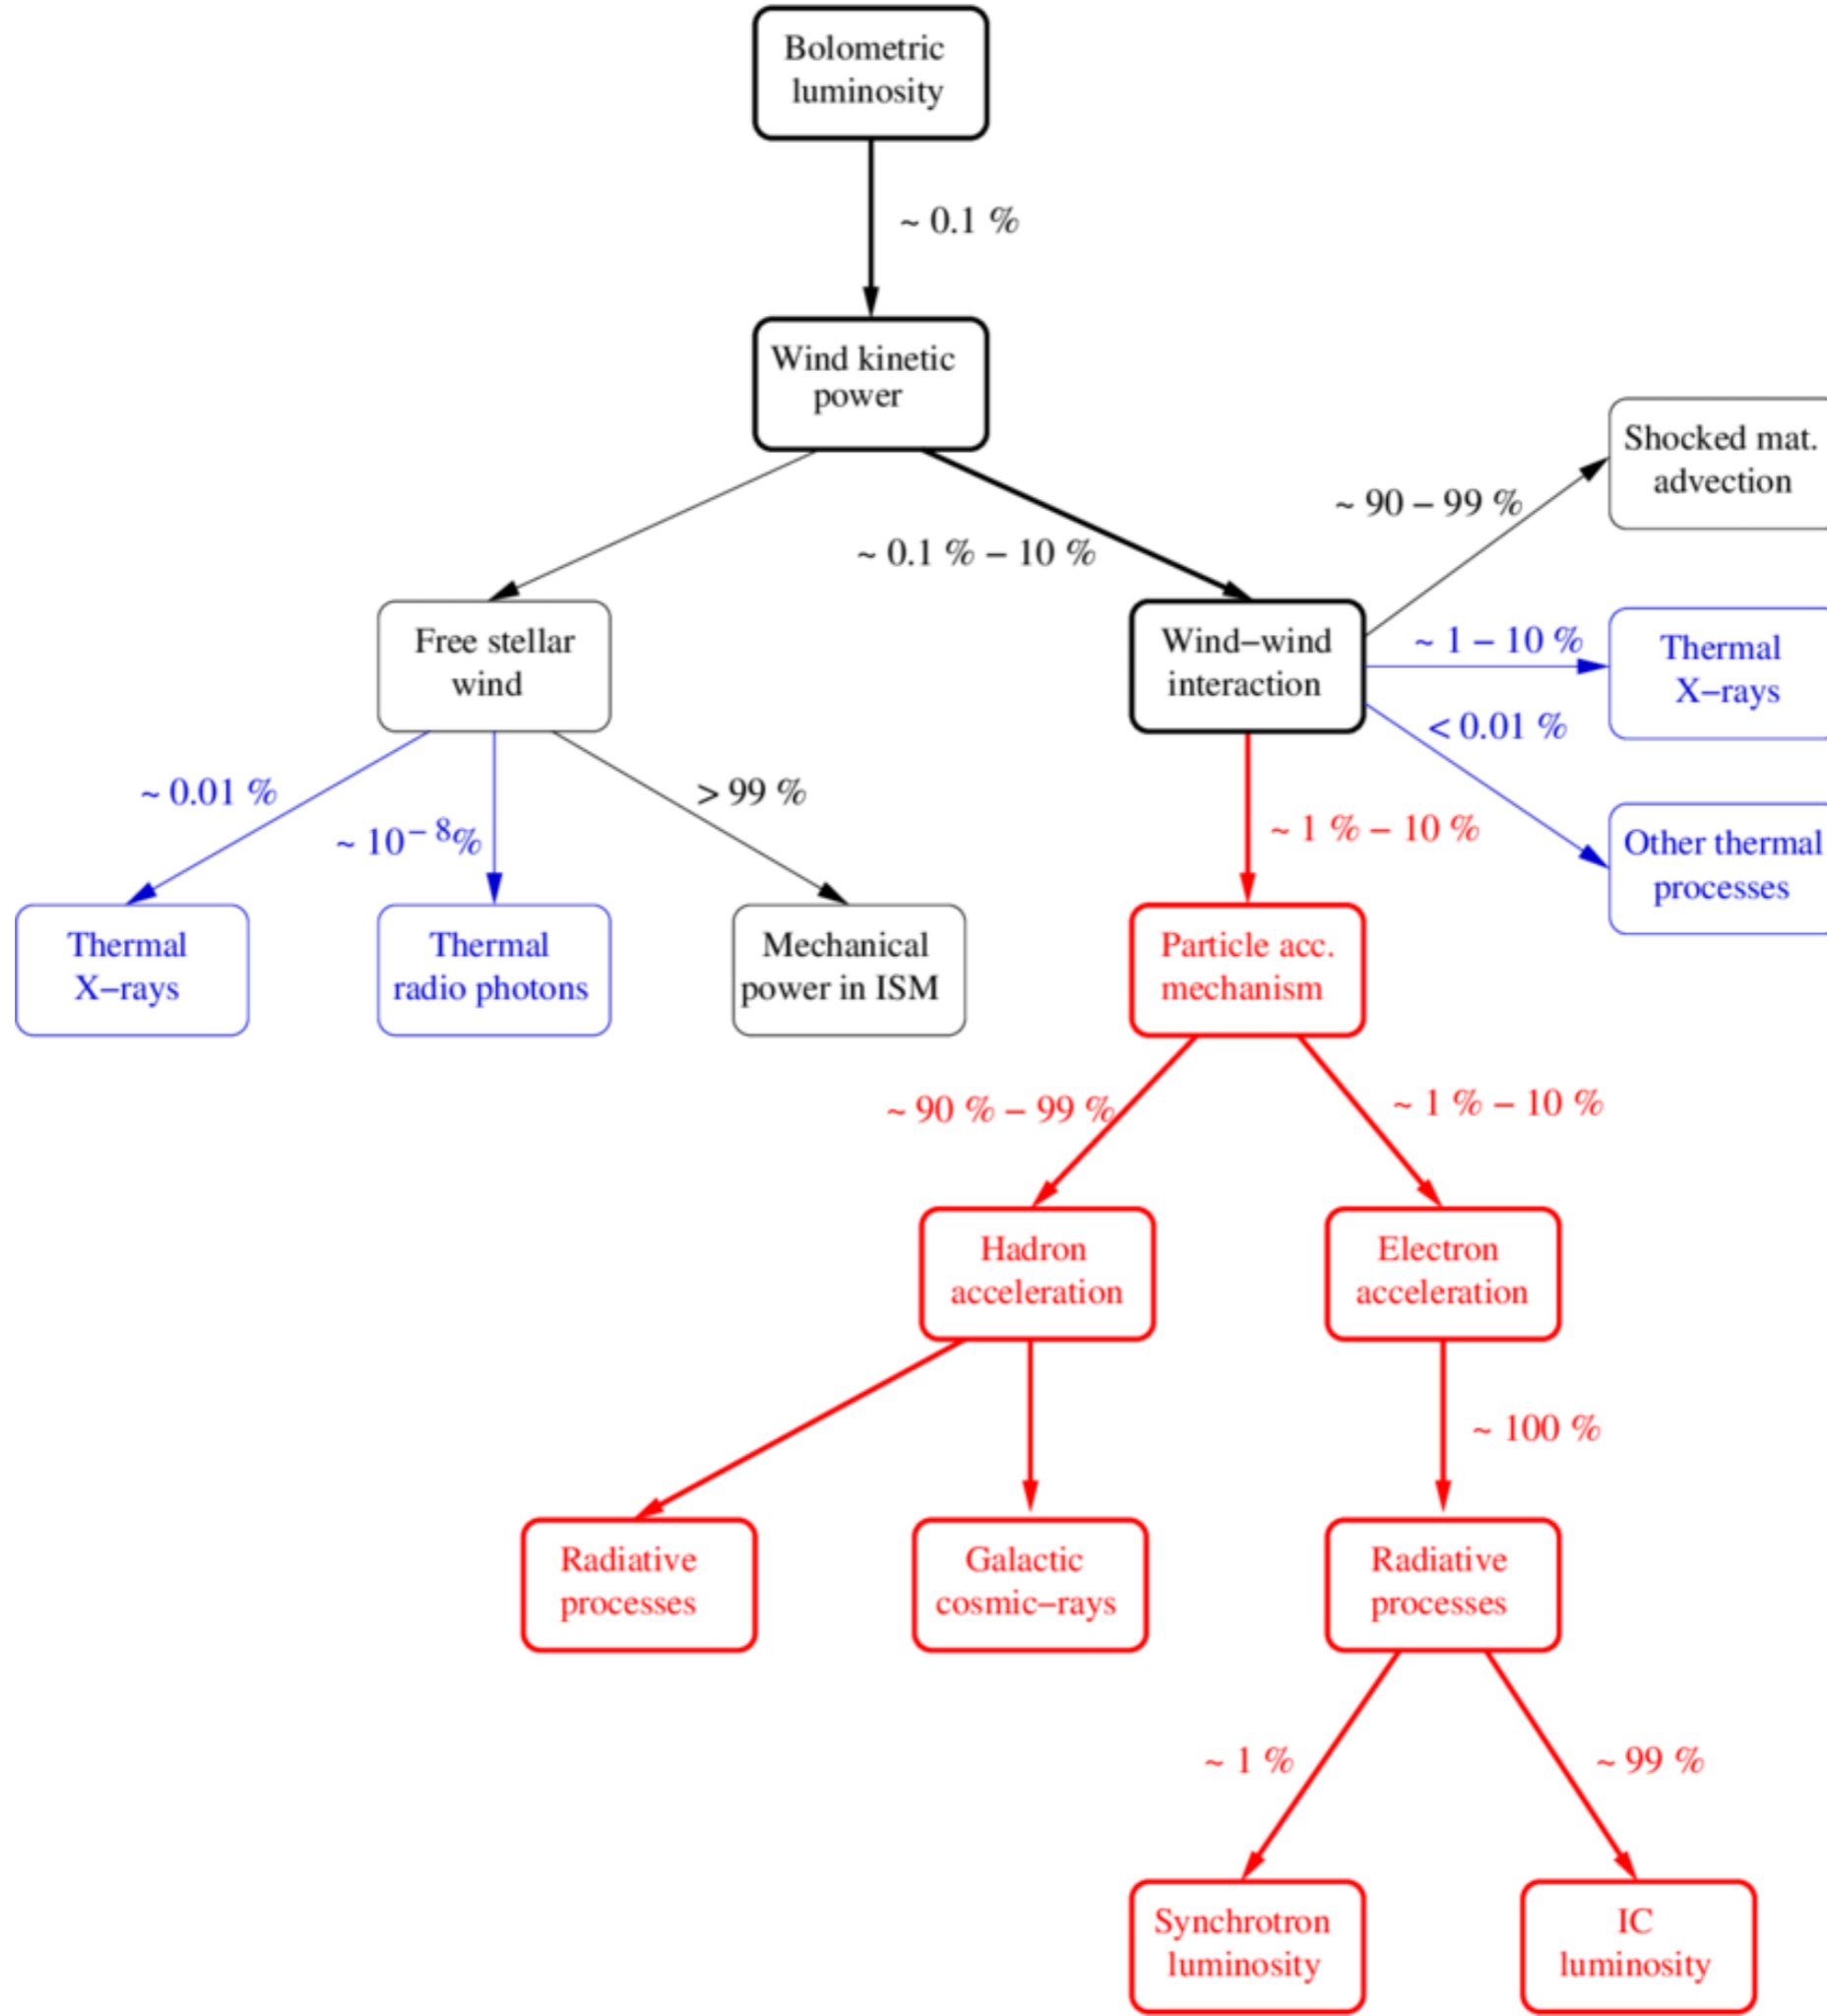 Bolometric
luminosity
~ 0.1 %
Wind kinetic
power
~ 0.1 % – 10 %
Shocked mat.
advection
~ 90 – 99 %
Free stellar
wind
Wind–wind
interaction
~ 1 – 10 %
Thermal
X–rays
< 0.01 %
Other thermal
processes
~ 0.01 %
~ 10– 8%
> 99 %
~ 1 % – 10 %
Thermal
X–rays
Thermal
radio photons
Mechanical
power in ISM
Particle acc.
mechanism
~ 90 % – 99 %
~ 1 % – 10 %
Hadron
acceleration
Electron
acceleration
~ 100 %
Radiative
processes
Galactic
cosmic–rays
Radiative
processes
~ 1 %
~ 99 %
Synchrotron
luminosity
IC
luminosity